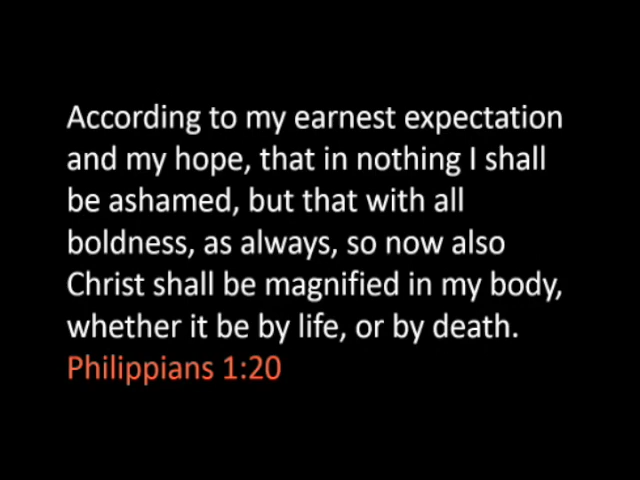 According to my earnest expectation
and my hope, that in nothing I shall
be ashamed, but that with all
boldness, as always, so now also
Christ shall be magnified in my body,
whether it be by life, or by death.
Philippians 1:20